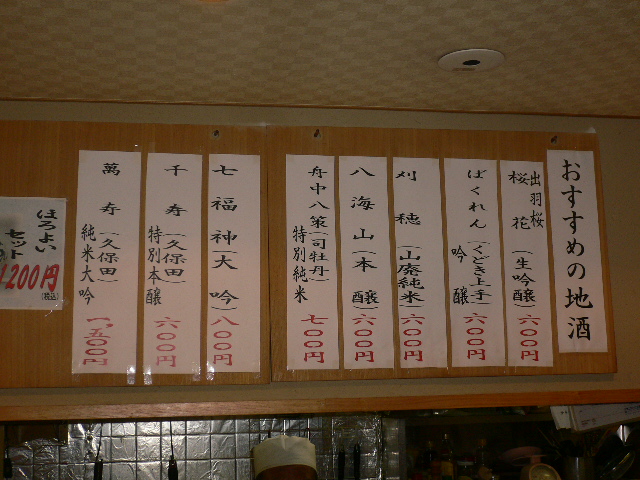 おすすめの地酒
出羽桜
桜花(生吟醸)
六〇〇円
ばくれん(くどき上手)
吟醸
六〇〇円
刈穂(山廃純米)
六〇〇円
八海山(本醸)
六〇〇円
舟中八策(司牡丹)
特別純米
七〇〇円
七福神(大吟)
八〇〇円
千寿(久保田)
特別本醸
六〇〇円
萬寿(久保田)
純米大吟
一、五〇〇円
ほろよい
セット
200円
(税込)